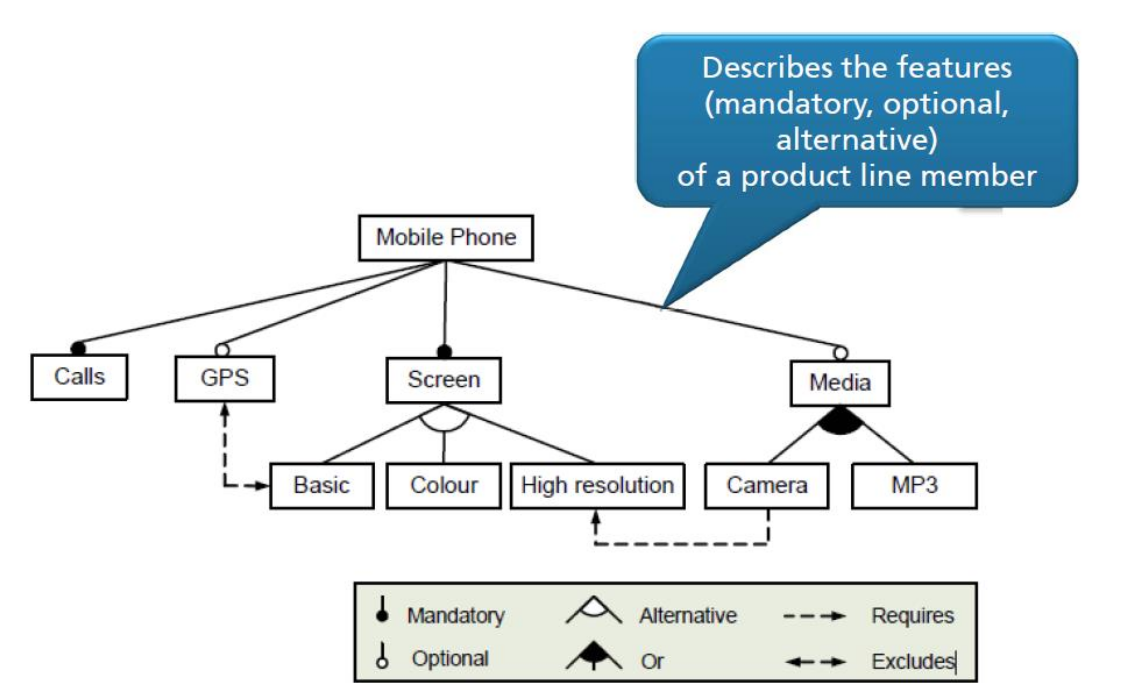 Describes the features
(mandatory, optional,
alternative)
of a product line member
Mobile Phone
Calls
GPS
Screen
Media
Basic
Colour
High resolution
Camera
MP3
Mandatory
Alternative
Requires
Optional
Or
Excludes